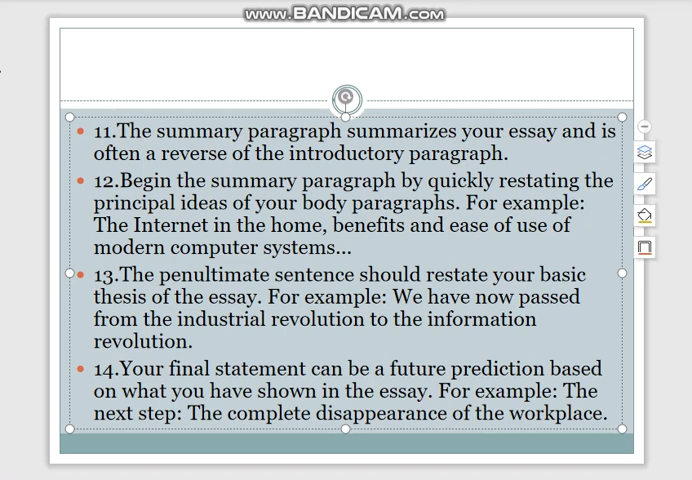 www.BANDICAM.com
11.The summary paragraph summarizes your essay and is
often a reverse of the introductory paragraph.
12.Begin the summary paragraph by quickly restating the
principal ideas of your body paragraphs. For example:
The Internet in the home, benefits and ease of use of
modern computer systems...
13.The penultimate sentence should restate your basic
thesis of the essay. For example: We have now passed
from the industrial revolution to the information
revolution.
14.Your final statement can be a future prediction based
on what you have shown in the essay. For example: The
next step: The complete disappearance of the workplace.